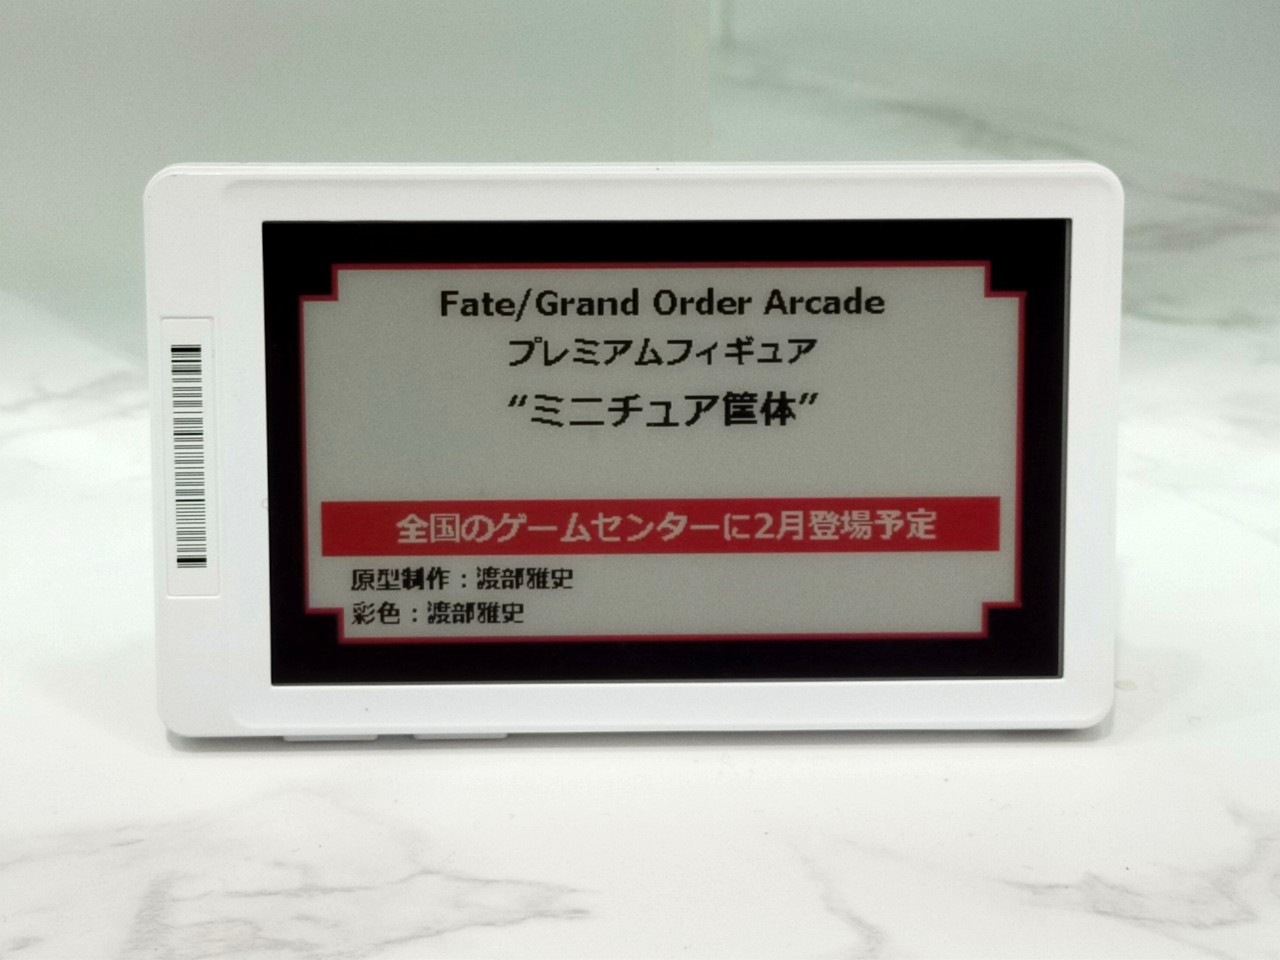 Fate/Grand Order Arcade
プレミアムフィギュア
“ミニチュア筐体”
全国のゲームセンターに2月登場予定
原型制作：渡部雅史
彩色：渡部雅史